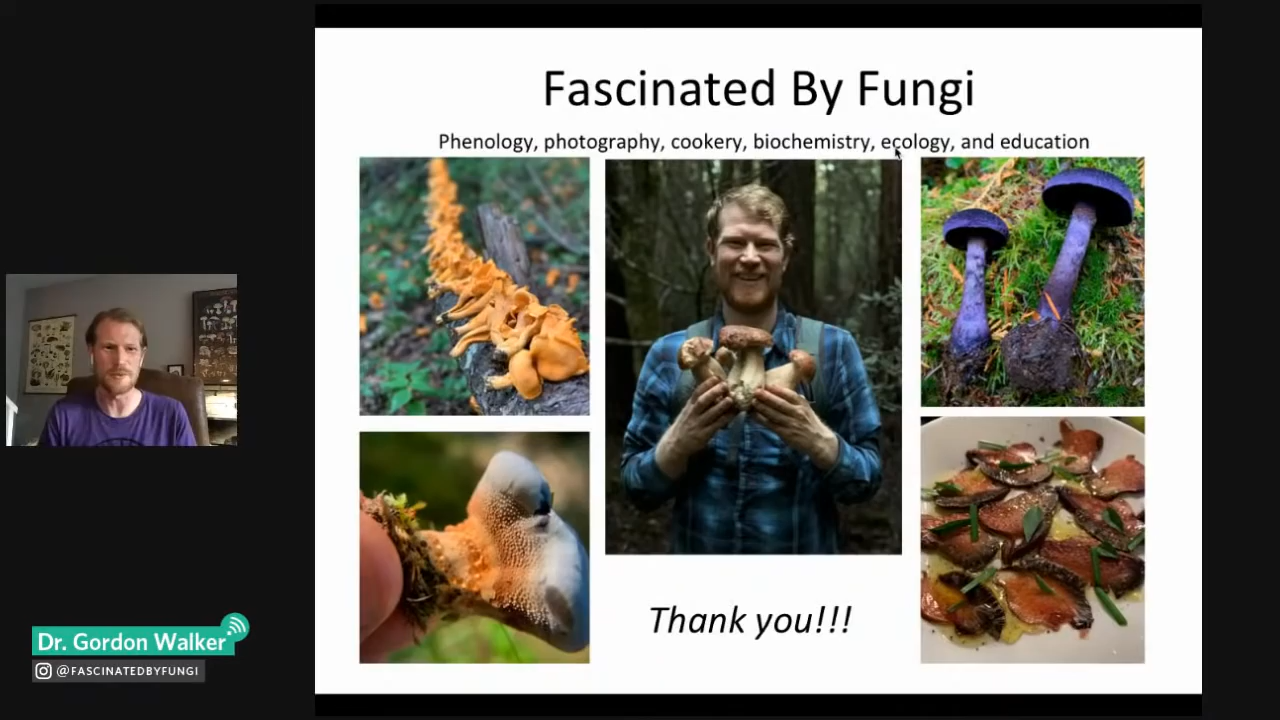 Fascinated By Fungi
Phenology, photography, cookery, biochemistry, ecology, and education
Thank you!!!
Dr. Gordon Walker
@FASCINATEDBYFUNGI